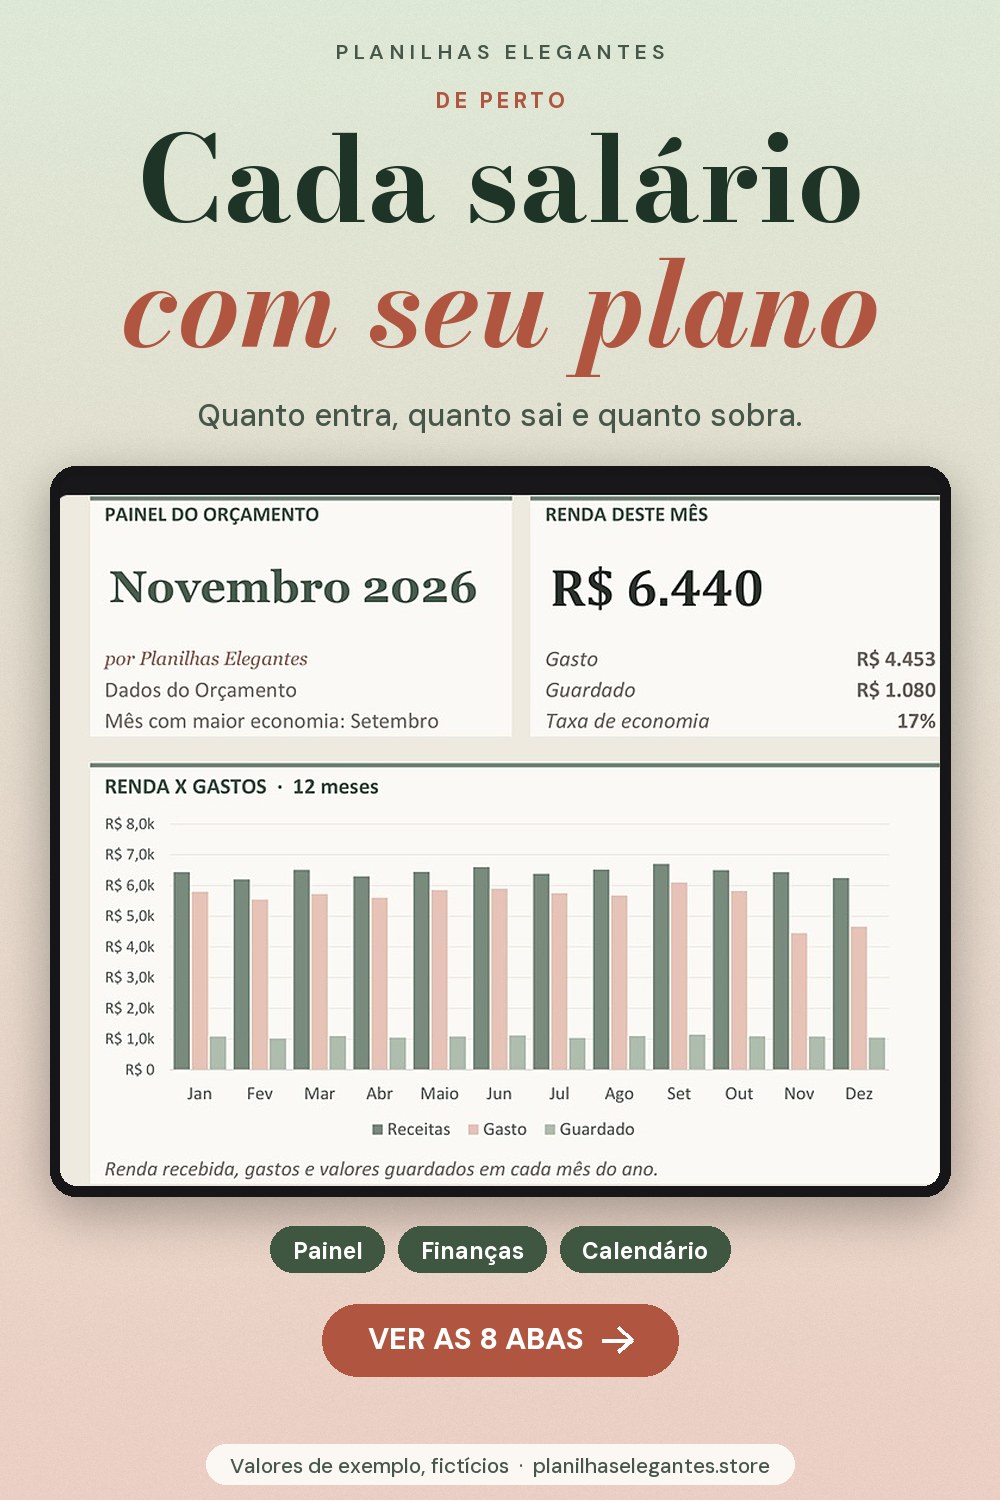 PLANILHAS ELEGANTES
DE PERTO
Cada salário
com seu plano
Quanto entra, quanto sai e quanto sobra.
PAINEL DO ORÇAMENTO
Novembro 2026
por Planilhas Elegantes
Dados do Orçamento
Mês com maior economia: Setembro
RENDA DESTE MÊS
R$ 6.440
Gasto R$ 4.453
Guardado R$ 1.080
Taxa de economia 17%
RENDA X GASTOS · 12 meses
R$ 8,0k
R$ 7,0k
R$ 6,0k
R$ 5,0k
R$ 4,0k
R$ 3,0k
R$ 2,0k
R$ 1,0k
R$ 0
Jan Fev Mar Abr Maio Jun Jul Ago Set Out Nov Dez
Receitas Gasto Guardado
Renda recebida, gastos e valores guardados em cada mês do ano.
Painel Finanças Calendário
VER AS 8 ABAS →
Valores de exemplo, fictícios · planilhaselegantes.store